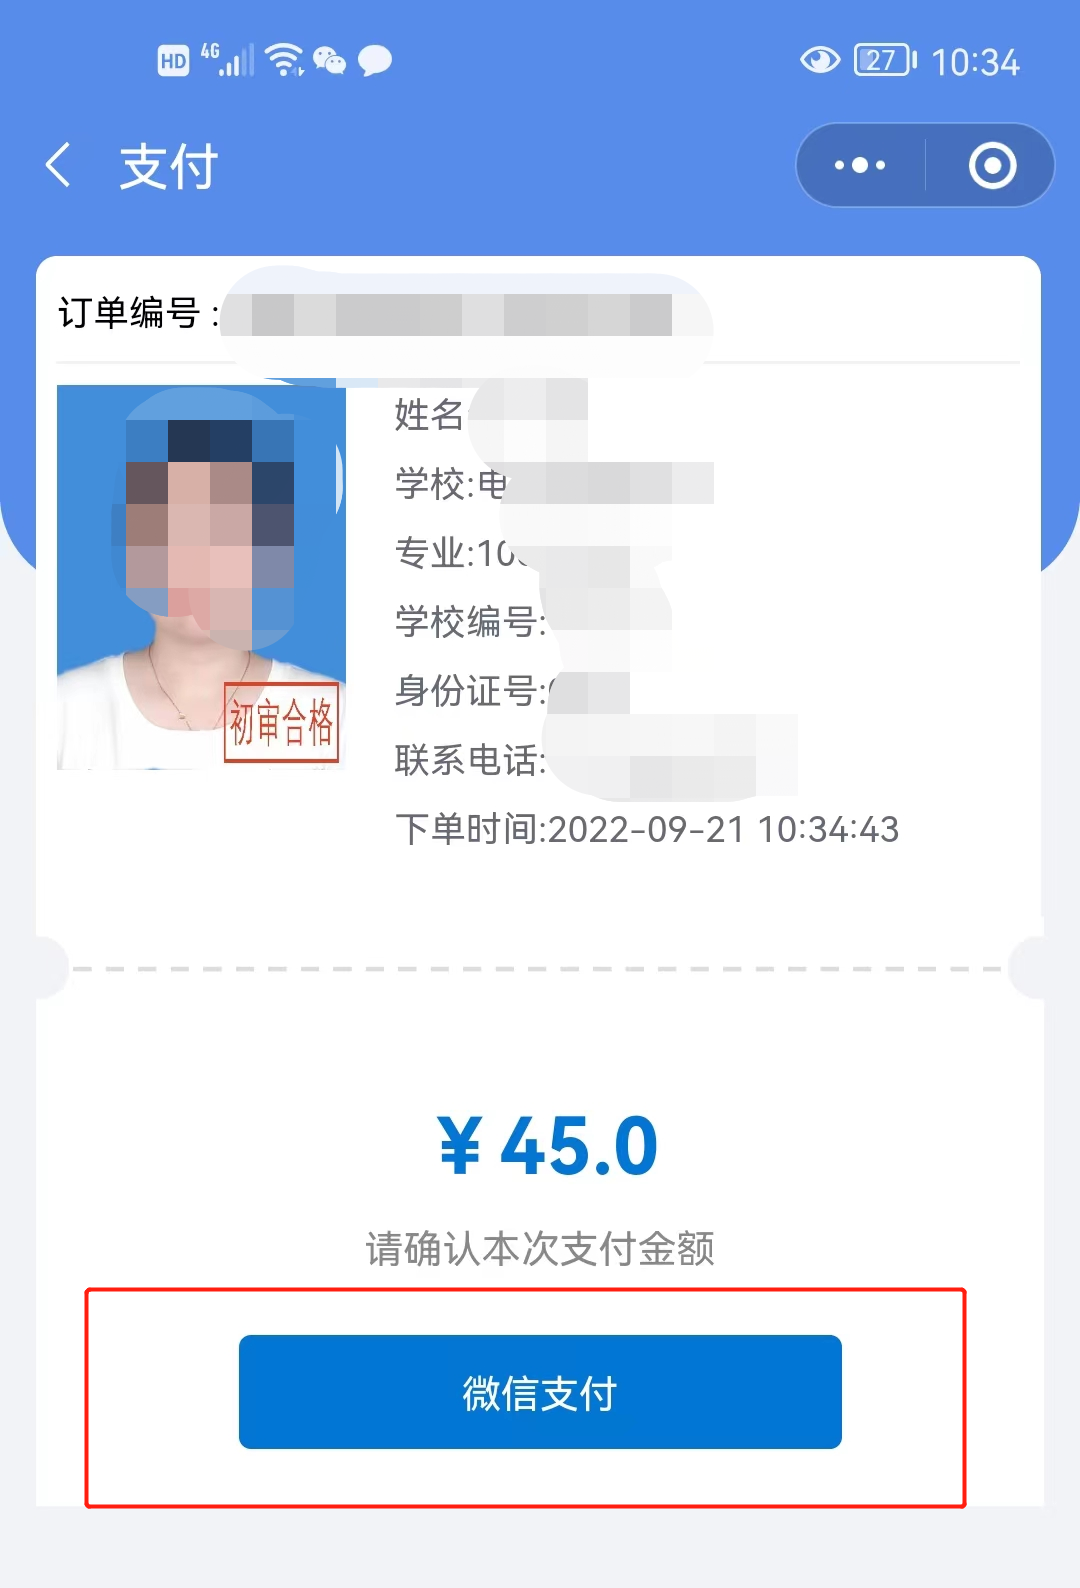 HD 4G 27 10:34
支付
订单编号 :
姓名
学校:电
专业:10
学校编号:
身份证号:
联系电话:
初审合格
下单时间:2022-09-21 10:34:43
¥ 45.0
请确认本次支付金额
微信支付